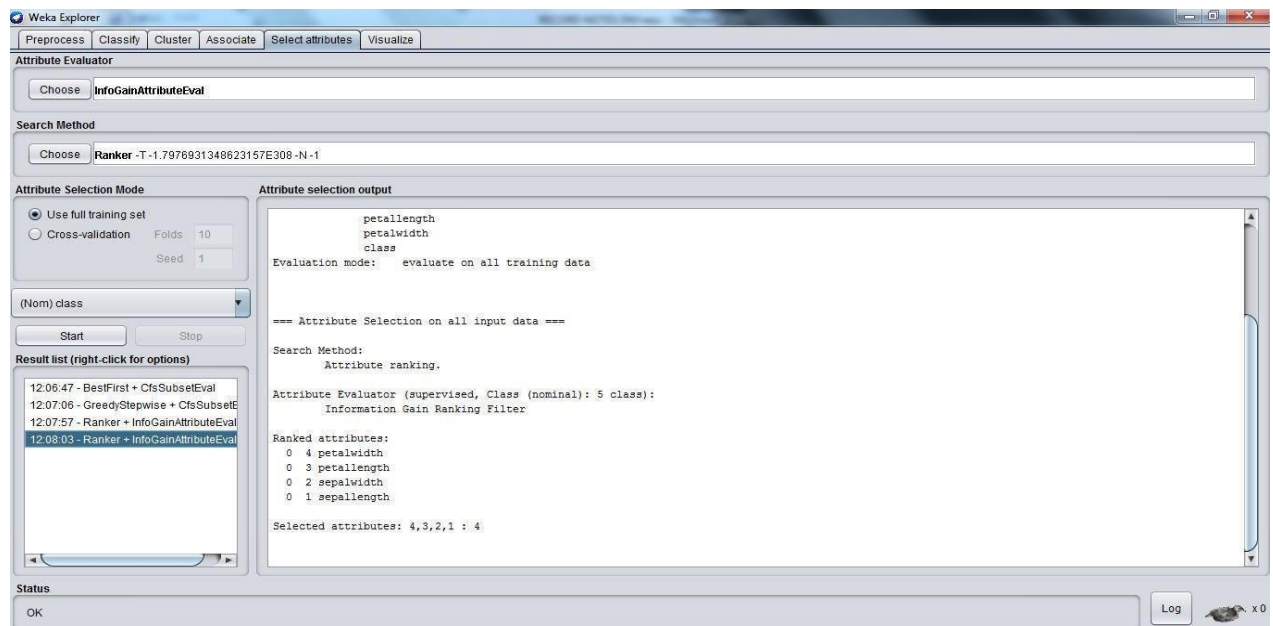 Weka Explorer
Preprocess Classify Cluster Associate Select attributes Visualize
Attribute Evaluator
Choose InfoGainAttributeEval
Search Method
Choose Ranker -T -1.7976931348623157E308 -N -1
Attribute Selection Mode
Use full training set
Cross-validation Folds 10
Seed 1
(Nom) class
Start Stop
Result list (right-click for options)
12:06:47 - BestFirst + CfsSubsetEval
12:07:06 - GreedyStepwise + CfsSubsetE
12:07:57 - Ranker + InfoGainAttributeEval
12:08:03 - Ranker + InfoGainAttributeEval
Attribute selection output
petallength
petalwidth
class
Evaluation mode: evaluate on all training data
=== Attribute Selection on all input data ===
Search Method:
Attribute ranking.
Attribute Evaluator (supervised, Class (nominal): 5 class):
Information Gain Ranking Filter
Ranked attributes:
0 4 petalwidth
0 3 petallength
0 2 sepalwidth
0 1 sepallength
Selected attributes: 4,3,2,1 : 4
Status
OK
Log x 0